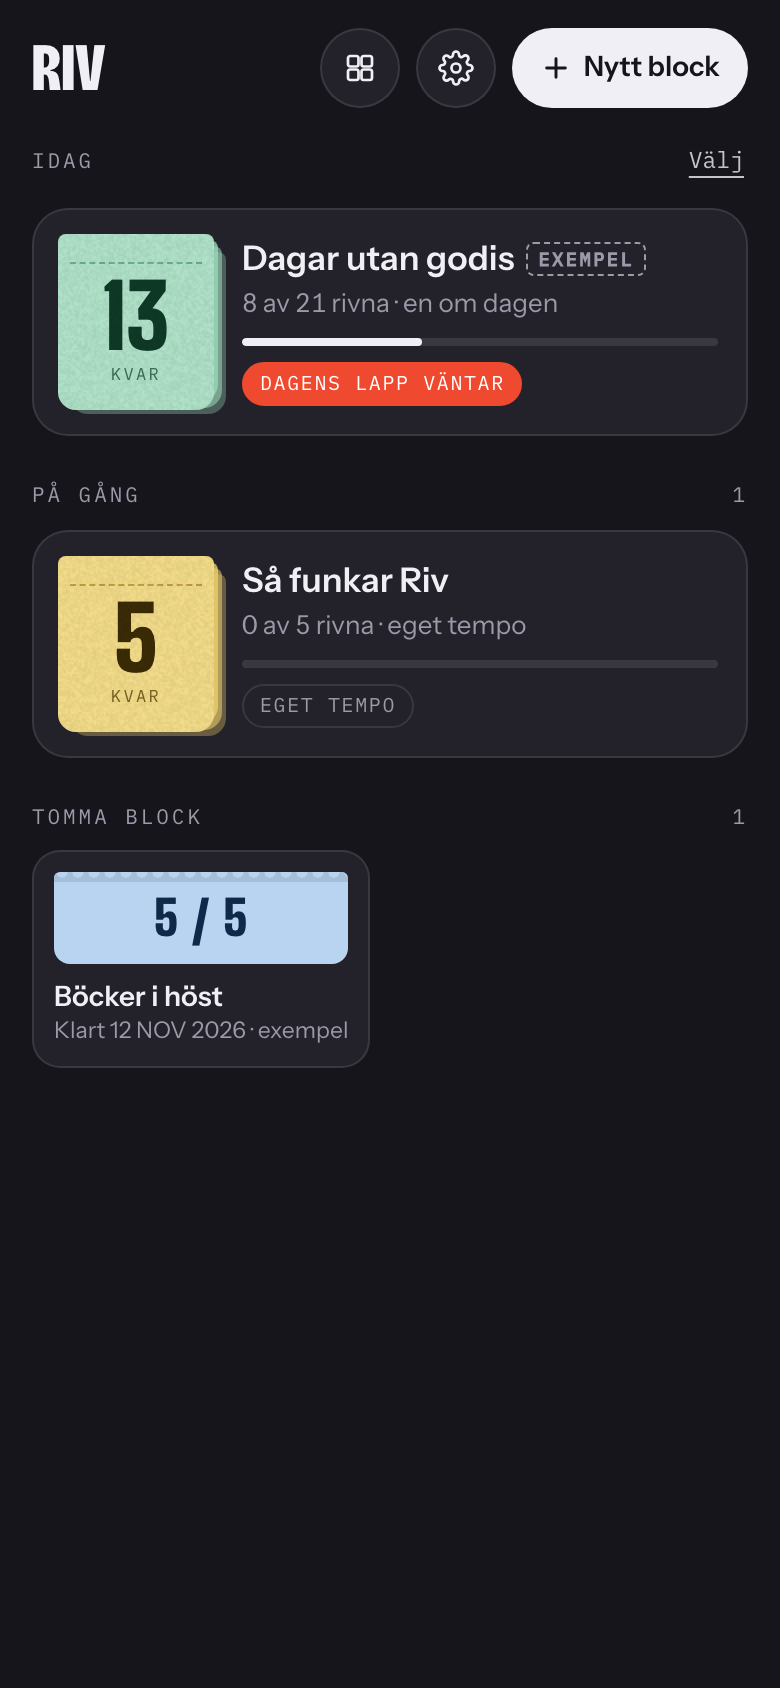 RIV
Nytt block
IDAG Välj
13
KVAR
Dagar utan godis EXEMPEL
8 av 21 rivna · en om dagen
DAGENS LAPP VÄNTAR
PÅ GÅNG 1
5
KVAR
Så funkar Riv
0 av 5 rivna · eget tempo
EGET TEMPO
TOMMA BLOCK 1
5 / 5
Böcker i höst
Klart 12 NOV 2026 · exempel